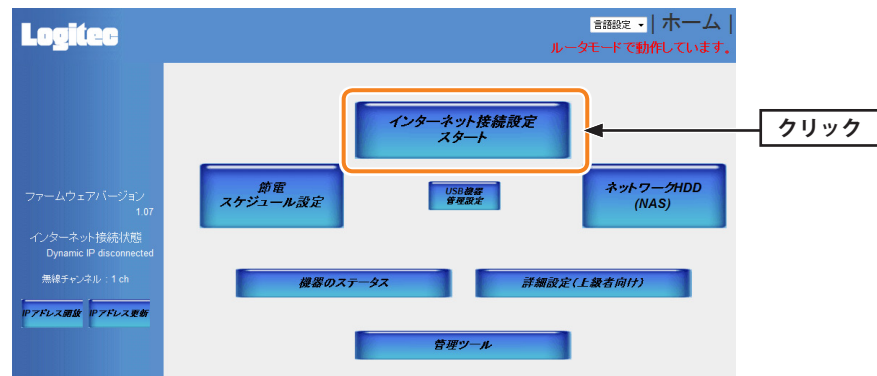 Logitec
言語設定
ホーム
ルータモードで動作しています。
インターネット接続設定
スタート
クリック
節電
スケジュール設定
USB機器
管理設定
ネットワークHDD
(NAS)
ファームウェアバージョン
1.07
インターネット接続状態
Dynamic IP disconnected
無線チャンネル : 1 ch
IPアドレス開放
IPアドレス更新
機器のステータス
詳細設定(上級者向け)
管理ツール